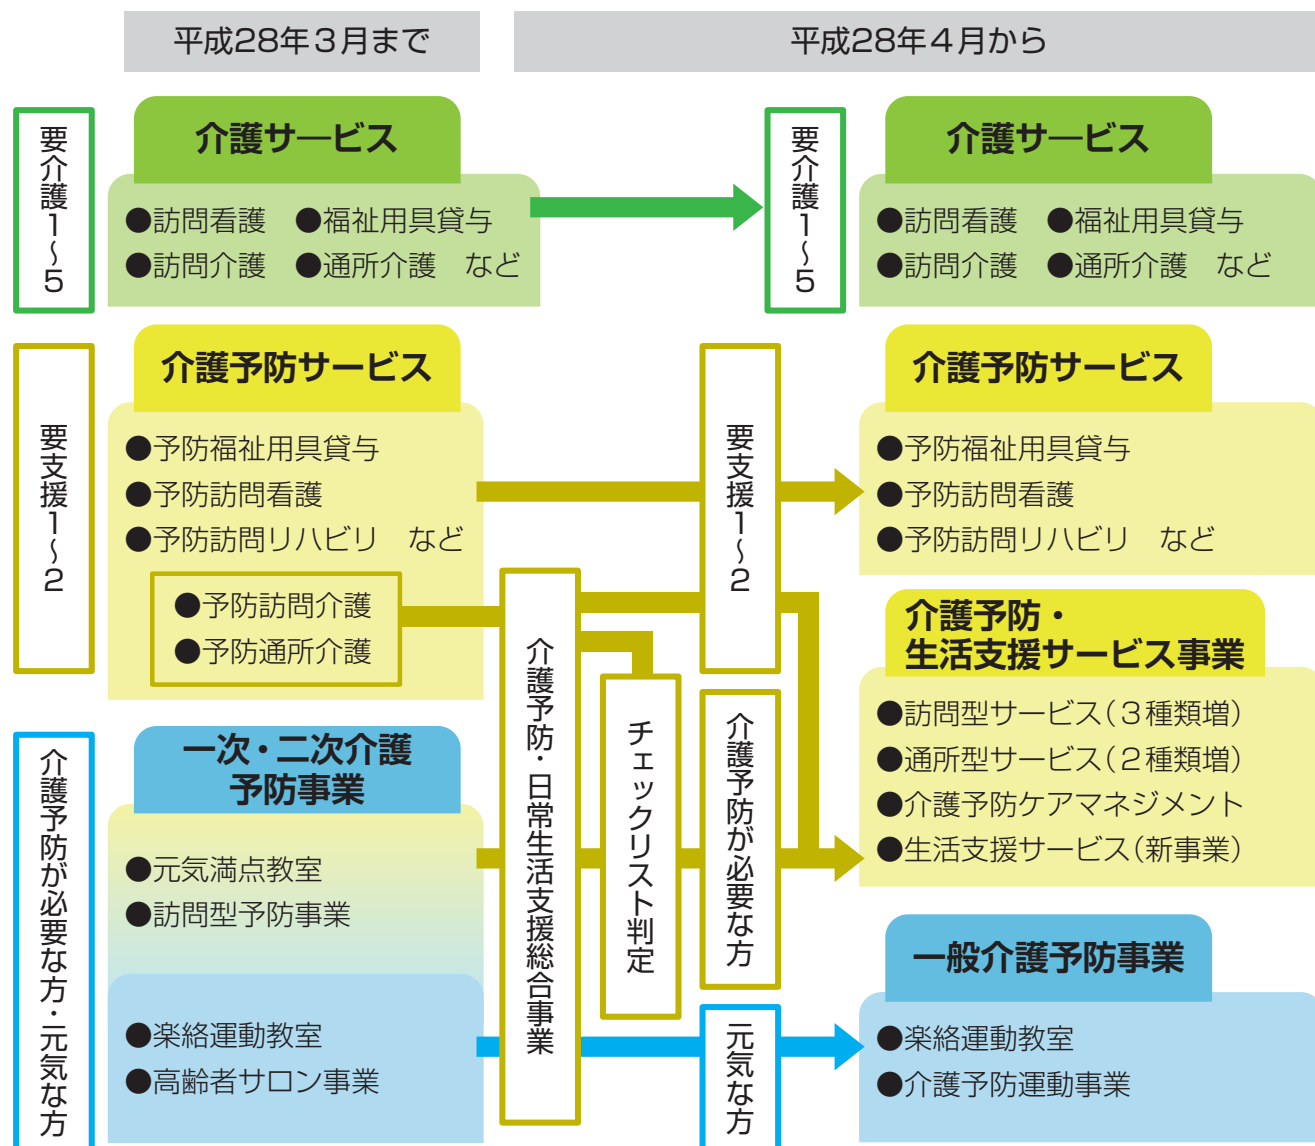 平成28年3月まで
平成28年4月から
要介護1~5
介護サービス
●訪問看護 ●福祉用具貸与
●訪問介護 ●通所介護 など
要介護1~5
介護サービス
●訪問看護 ●福祉用具貸与
●訪問介護 ●通所介護 など
要支援1~2
介護予防サービス
●予防福祉用具貸与
●予防訪問看護
●予防訪問リハビリ など
●予防訪問介護
●予防通所介護
要支援1~2
介護予防サービス
●予防福祉用具貸与
●予防訪問看護
●予防訪問リハビリ など
介護予防・日常生活支援総合事業
チェックリスト判定
介護予防が必要な方
介護予防・
生活支援サービス事業
●訪問型サービス(3種類増)
●通所型サービス(2種類増)
●介護予防ケアマネジメント
●生活支援サービス(新事業)
介護予防が必要な方・元気な方
一次・二次介護
予防事業
●元気満点教室
●訪問型予防事業
●楽絡運動教室
●高齢者サロン事業
元気な方
一般介護予防事業
●楽絡運動教室
●介護予防運動事業